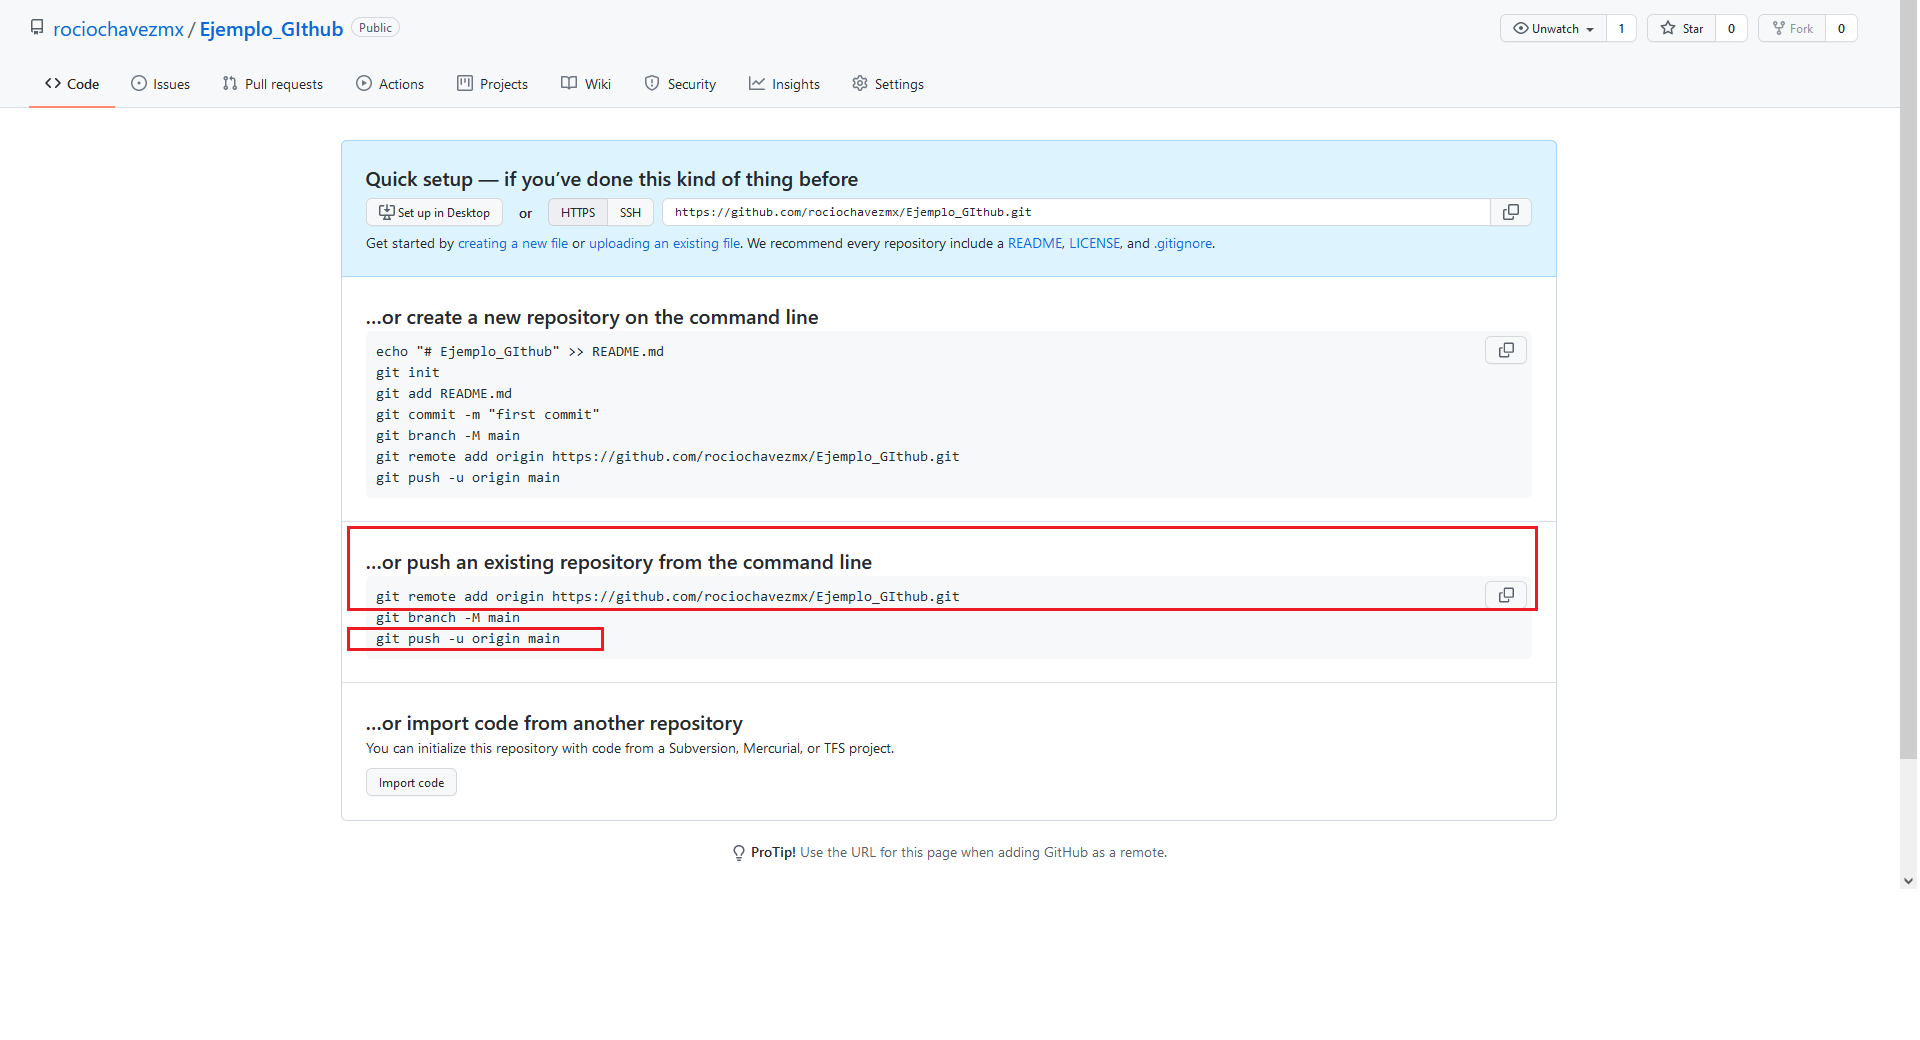 rociochavezmx / Ejemplo_GIthub Public
Unwatch 1 Star 0 Fork 0
Code Issues Pull requests Actions Projects Wiki Security Insights Settings
Quick setup — if you’ve done this kind of thing before
Set up in Desktop or HTTPS SSH https://github.com/rociochavezmx/Ejemplo_GIthub.git
Get started by creating a new file or uploading an existing file. We recommend every repository include a README, LICENSE, and .gitignore.
…or create a new repository on the command line
echo "# Ejemplo_GIthub" >> README.md
git init
git add README.md
git commit -m "first commit"
git branch -M main
git remote add origin https://github.com/rociochavezmx/Ejemplo_GIthub.git
git push -u origin main
…or push an existing repository from the command line
git remote add origin https://github.com/rociochavezmx/Ejemplo_GIthub.git
git branch -M main
git push -u origin main
…or import code from another repository
You can initialize this repository with code from a Subversion, Mercurial, or TFS project.
Import code
ProTip! Use the URL for this page when adding GitHub as a remote.